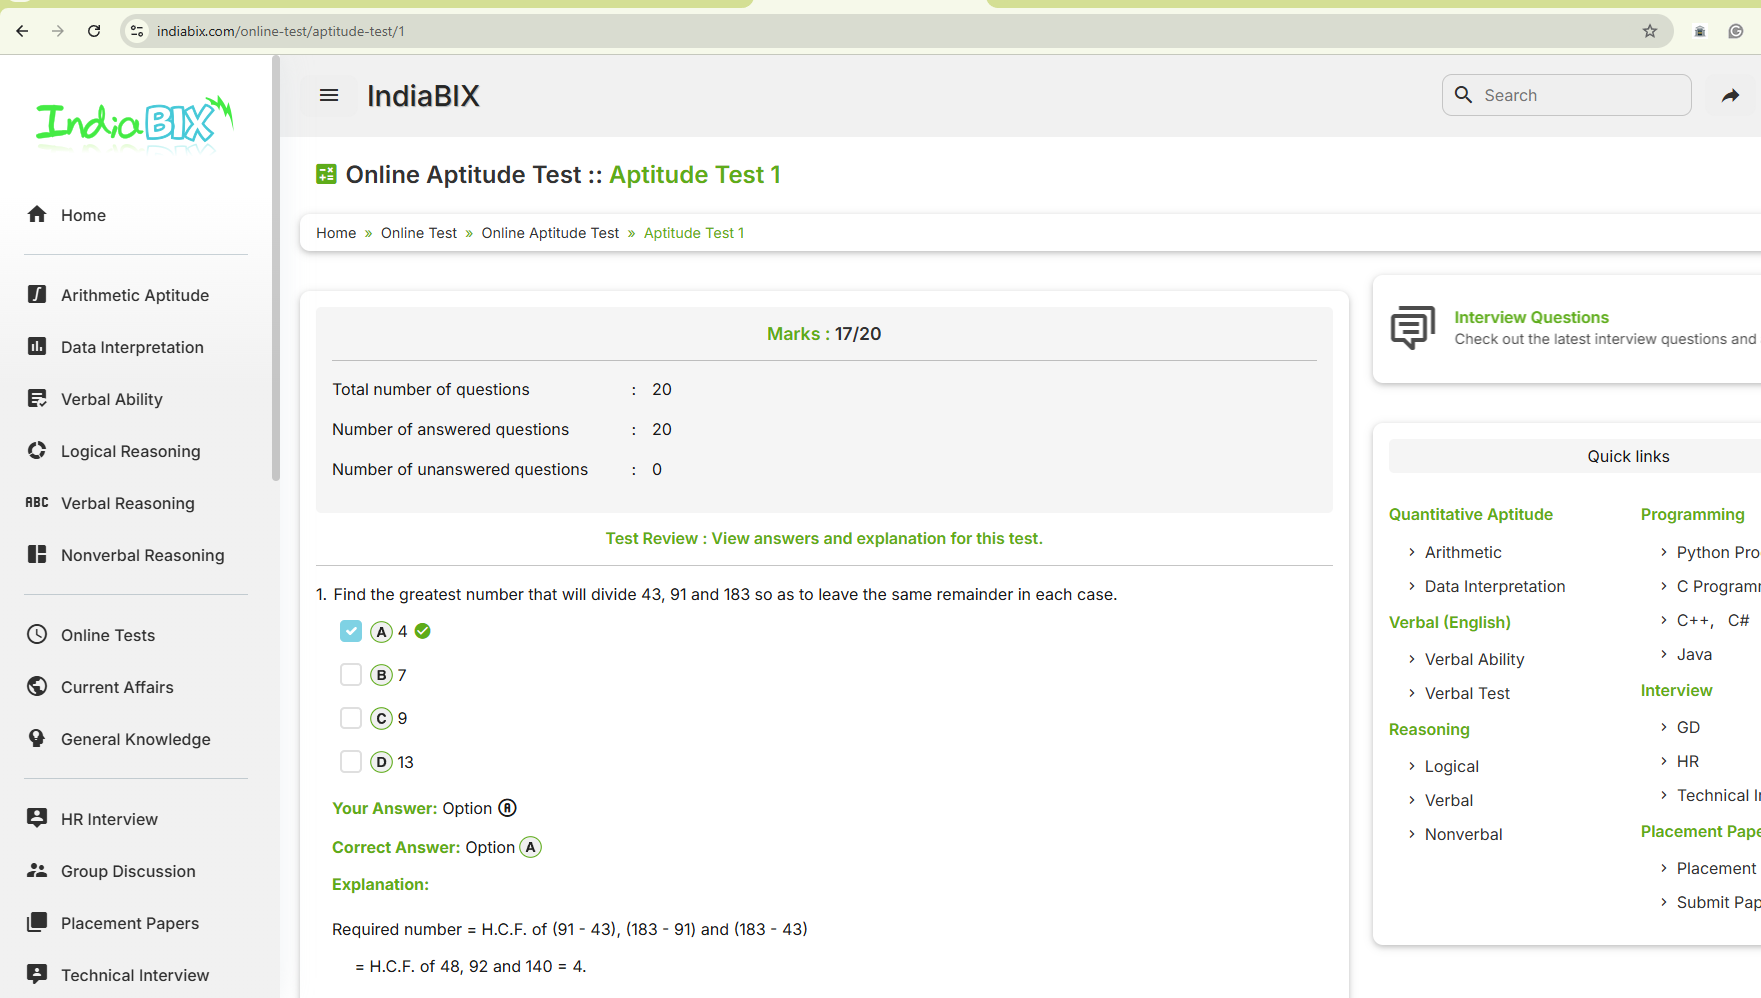 indiabix.com/online-test/aptitude-test/1
IndiaBIX
Home
Arithmetic Aptitude
Data Interpretation
Verbal Ability
Logical Reasoning
ABC Verbal Reasoning
Nonverbal Reasoning
Online Tests
Current Affairs
General Knowledge
HR Interview
Group Discussion
Placement Papers
Technical Interview
IndiaBIX
Search
Online Aptitude Test :: Aptitude Test 1
Home » Online Test » Online Aptitude Test » Aptitude Test 1
Marks : 17/20
Total number of questions : 20
Number of answered questions : 20
Number of unanswered questions : 0
Test Review : View answers and explanation for this test.
1. Find the greatest number that will divide 43, 91 and 183 so as to leave the same remainder in each case.
A 4
B 7
C 9
D 13
Your Answer: Option A
Correct Answer: Option A
Explanation:
Required number = H.C.F. of (91 - 43), (183 - 91) and (183 - 43)
= H.C.F. of 48, 92 and 140 = 4.
Interview Questions
Check out the latest interview questions and
Quick links
Quantitative Aptitude
› Arithmetic
› Data Interpretation
Verbal (English)
› Verbal Ability
› Verbal Test
Reasoning
› Logical
› Verbal
› Nonverbal
Programming
› Python Pro
› C Program
› C++, C#
› Java
Interview
› GD
› HR
› Technical I
Placement Pape
› Placement
› Submit Pap